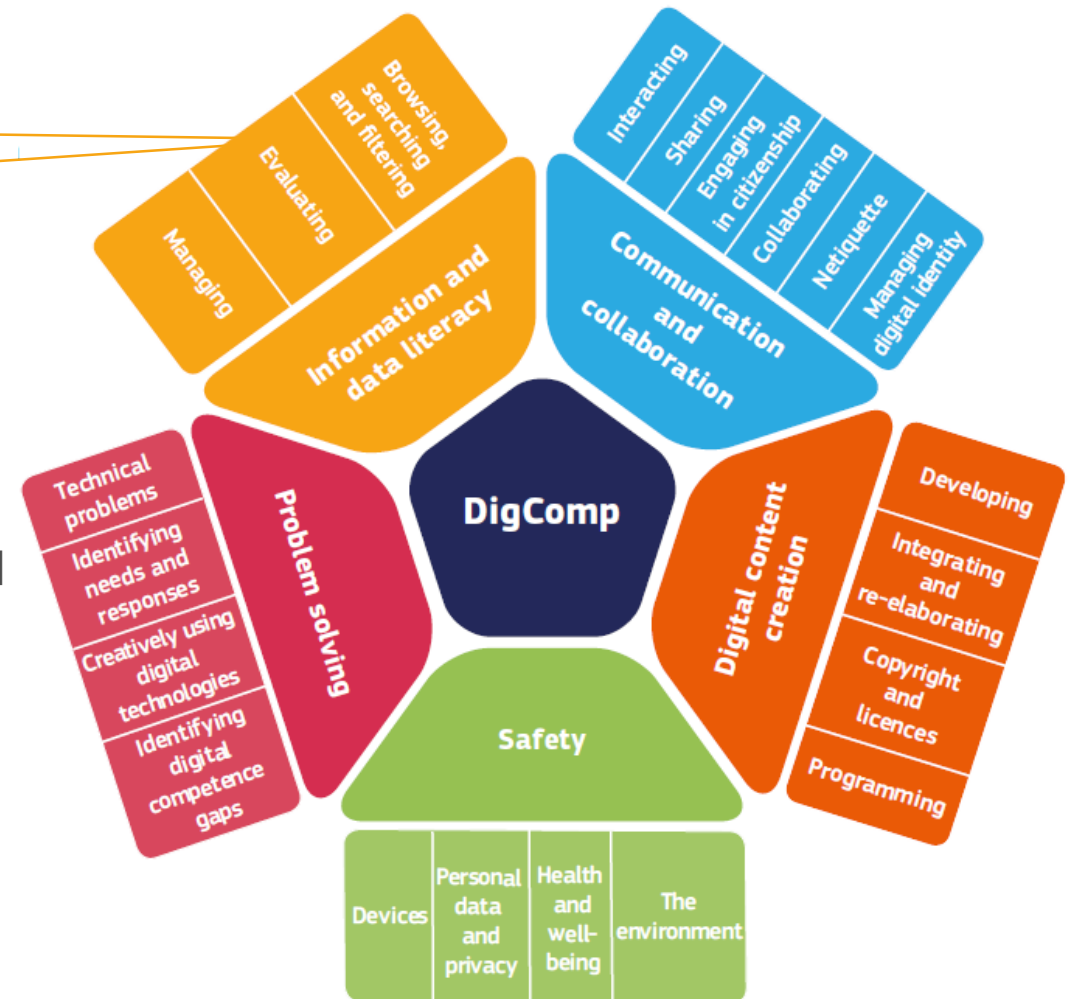 Browsing,
searching
and filtering
Evaluating
Managing
Information and
data literacy
Interacting
Sharing
Engaging
in citizenship
Collaborating
Netiquette
Managing
digital identity
Communication
and
collaboration
DigComp
Technical
problems
Identifying
needs and
responses
Creatively using
digital
technologies
Identifying
digital
competence
gaps
Problem solving
Digital content
creation
Developing
Integrating
and
re-elaborating
Copyright
and
licences
Programming
Safety
Devices
Personal
data
and
privacy
Health
and
well-
being
The
environment